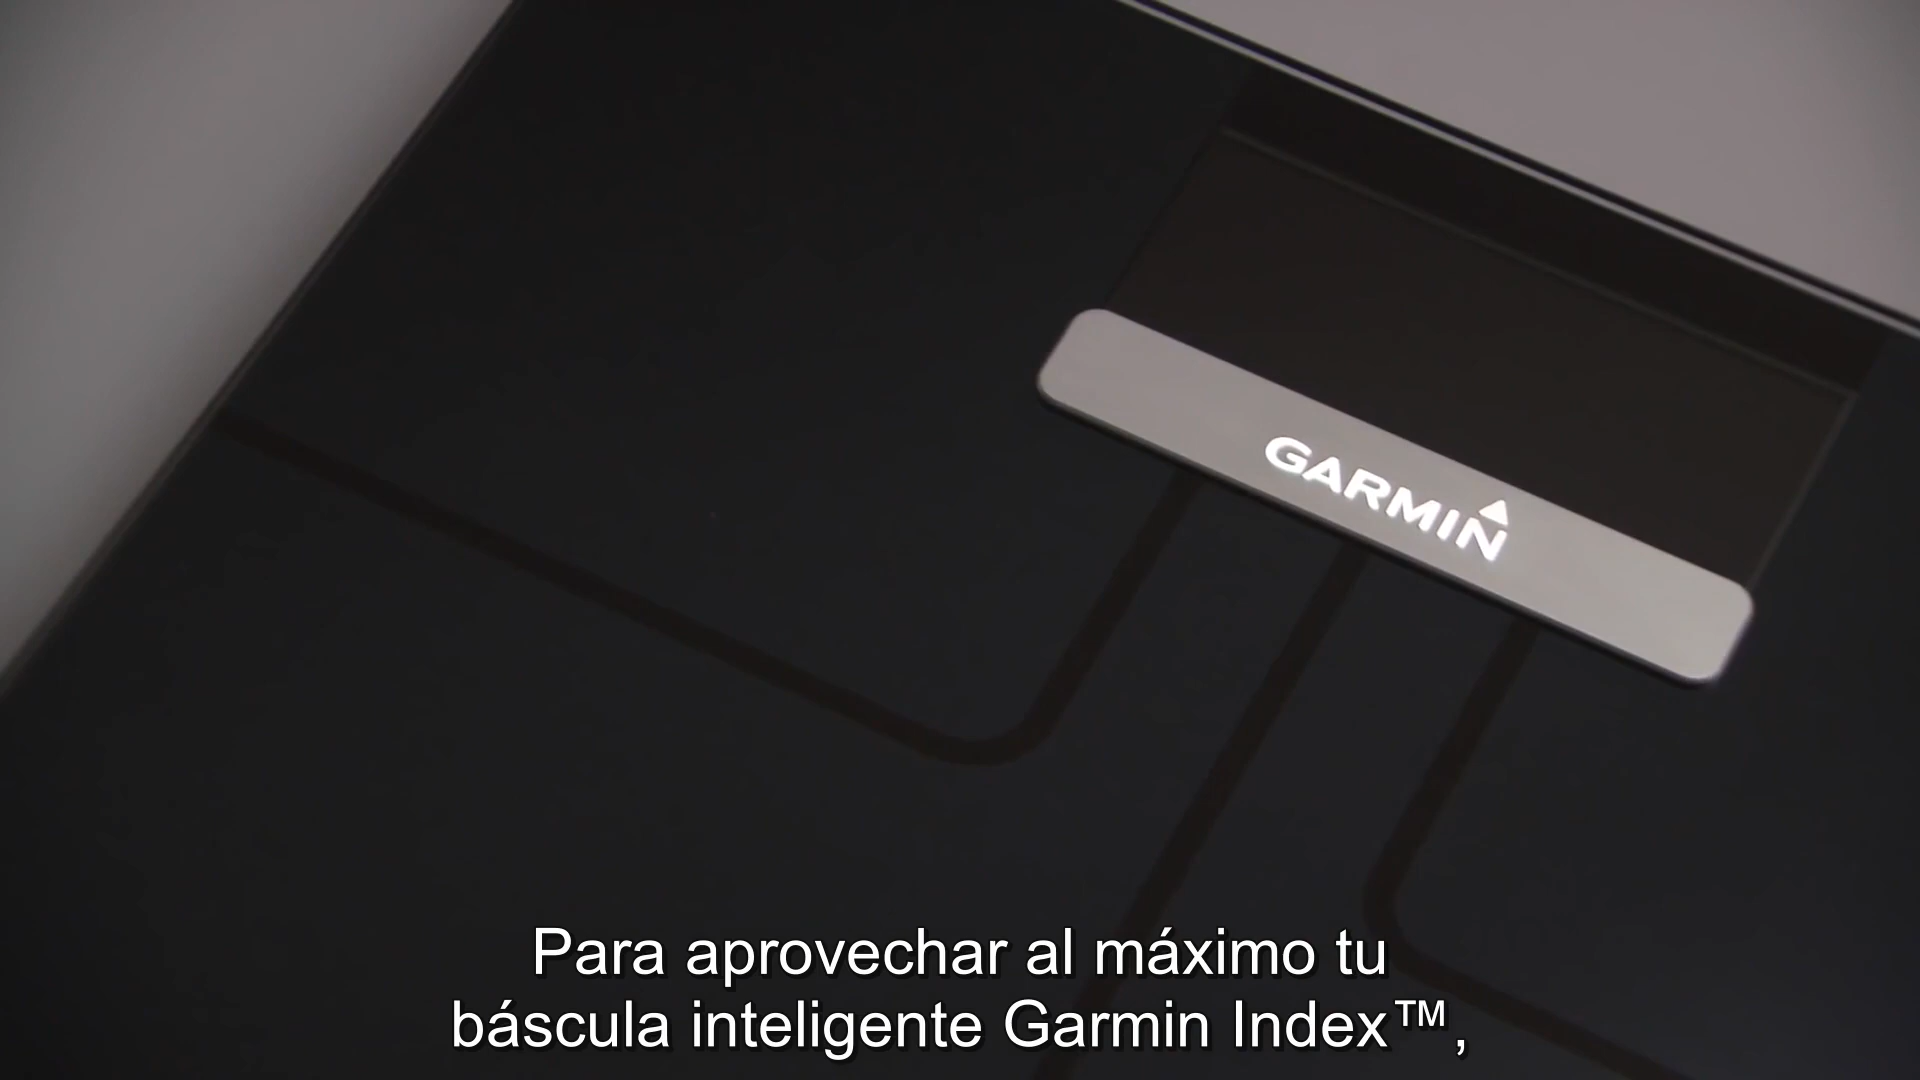 GARMIN
Para aprovechar al máximo tu
báscula inteligente Garmin Index™,